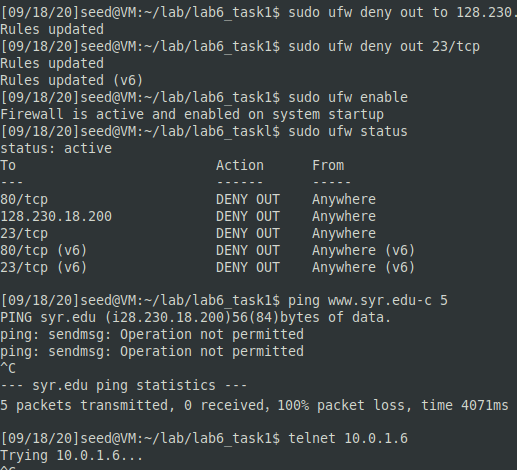 [09/18/20]seed@VM:~/lab/lab6_task1$ sudo ufw deny out to 128.230.
Rules updated
[09/18/20]seed@VM:~/lab/lab6_task1$ sudo ufw deny out 23/tcp
Rules updated
Rules updated (v6)
[09/18/20]seed@VM:~/lab/lab6_task1$ sudo ufw enable
Firewall is active and enabled on system startup
[09/18/20]seed@VM:~/lab/lab6_task1$ sudo ufw status
status: active
To Action From
--- ------ -----
80/tcp DENY OUT Anywhere
128.230.18.200 DENY OUT Anywhere
23/tcp DENY OUT Anywhere
80/tcp (v6) DENY OUT Anywhere (v6)
23/tcp (v6) DENY OUT Anywhere (v6)
[09/18/20]seed@VM:~/lab/lab6_task1$ ping www.syr.edu-c 5
PING syr.edu (i28.230.18.200)56(84)bytes of data.
ping: sendmsg: Operation not permitted
ping: sendmsg: Operation not permitted
^C
--- syr.edu ping statistics ---
5 packets transmitted, 0 received, 100% packet loss, time 4071ms
[09/18/20]seed@VM:~/lab/lab6_task1$ telnet 10.0.1.6
Trying 10.0.1.6...
^C